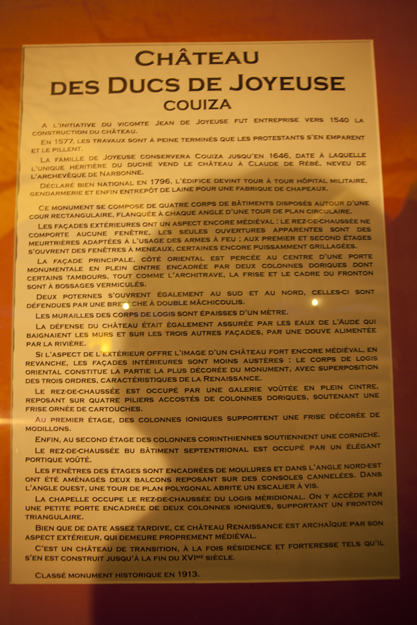 CHÂTEAU
DES DUCS DE JOYEUSE
COUIZA
A L'INITIATIVE DU VICOMTE JEAN DE JOYEUSE FUT ENTREPRISE VERS 1540 LA
CONSTRUCTION DU CHÂTEAU.
EN 1577, LES TRAVAUX SONT À PEINE TERMINÉS QUE LES PROTESTANTS S'EN EMPARENT
ET LE PILLENT.
LA FAMILLE DE JOYEUSE CONSERVERA COUIZA JUSQU'EN 1646, DATE À LAQUELLE
L'UNIQUE HÉRITIÈRE DU DUCHÉ VEND LE CHÂTEAU À CLAUDE DE RÉBÉ, NEVEU DE
L'ARCHEVÊQUE DE NARBONNE.
DÉCLARÉ BIEN NATIONAL EN 1796, L'ÉDIFICE DEVINT TOUR À TOUR HÔPITAL MILITAIRE,
GENDARMERIE ET ENFIN ENTREPÔT DE LAINE POUR UNE FABRIQUE DE CHAPEAUX.
CE MONUMENT SE COMPOSE DE QUATRE CORPS DE BÂTIMENTS DISPOSÉS AUTOUR D'UNE
COUR RECTANGULAIRE, FLANQUÉE À CHAQUE ANGLE D'UNE TOUR DE PLAN CIRCULAIRE.
LES FAÇADES EXTÉRIEURES ONT UN ASPECT ENCORE MÉDIÉVAL : LE REZ-DE-CHAUSSÉE NE
COMPORTE AUCUNE FENÊTRE, LES SEULES OUVERTURES APPARENTES SONT DES
MEURTRIÈRES ADAPTÉES À L'USAGE DES ARMES À FEU ; AUX PREMIER ET SECOND ÉTAGES
S'OUVRENT DES FENÊTRES À MENEAUX, CERTAINES ENCORE PUISSAMMENT GRILLAGÉES.
LA FAÇADE PRINCIPALE, CÔTÉ ORIENTAL EST PERCÉE AU CENTRE D'UNE PORTE
MONUMENTALE EN PLEIN CINTRE ENCADRÉE PAR DEUX COLONNES DORIQUES DONT
CERTAINS TAMBOURS, TOUT COMME L'ARCHITRAVE, LA FRISE ET LE CADRE DU FRONTON
SONT À BOSSAGES VERMICULÉS.
DEUX POTERNES S'OUVRENT ÉGALEMENT AU SUD ET AU NORD, CELLES-CI SONT
DÉFENDUES PAR UNE À DOUBLE MÂCHICOULIS.
LES MURAILLES DES CORPS DE LOGIS SONT ÉPAISSES D'UN MÈTRE.
LA DÉFENSE DU CHÂTEAU ÉTAIT ÉGALEMENT ASSURÉE PAR LES EAUX DE L'AUDE QUI
BAIGNAIENT LES MURS ET SUR LES TROIS AUTRES FAÇADES, PAR UNE DOUVE ALIMENTÉE
PAR LA RIVIÈRE.
SI L'ASPECT DE L'EXTÉRIEUR OFFRE L'IMAGE D'UN CHÂTEAU FORT ENCORE MÉDIÉVAL, EN
REVANCHE, LES FAÇADES INTÉRIEURES SONT MOINS AUSTÈRES : LE CORPS DE LOGIS
ORIENTAL CONSTITUE LA PARTIE LA PLUS DÉCORÉE DU MONUMENT, AVEC SUPERPOSITION
DES TROIS ORDRES, CARACTÉRISTIQUES DE LA RENAISSANCE.
LE REZ-DE-CHAUSSÉE EST OCCUPÉ PAR UNE GALERIE VOÛTÉE EN PLEIN CINTRE,
REPOSANT SUR QUATRE PILIERS ACCOSTÉS DE COLONNES DORIQUES, SOUTENANT UNE
FRISE ORNÉE DE CARTOUCHES.
AU PREMIER ÉTAGE, DES COLONNES IONIQUES SUPPORTENT UNE FRISE DÉCORÉE DE
MODILLONS.
ENFIN, AU SECOND ÉTAGE DES COLONNES CORINTHIENNES SOUTIENNENT UNE CORNICHE.
LE REZ-DE-CHAUSSÉE BU BÂTIMENT SEPTENTRIONAL EST OCCUPÉ PAR UN ÉLÉGANT
PORTIQUE VOÛTÉ.
LES FENÊTRES DES ÉTAGES SONT ENCADRÉES DE MOULURES ET DANS L'ANGLE NORD-EST
ONT ÉTÉ AMÉNAGÉS DEUX BALCONS REPOSANT SUR DES CONSOLES CANNELÉES. DANS
L'ANGLE OUEST, UNE TOUR DE PLAN POLYGONAL ABRITE UN ESCALIER À VIS.
LA CHAPELLE OCCUPE LE REZ-DE-CHAUSSÉE DU LOGIS MÉRIDIONAL. ON Y ACCÈDE PAR
UNE PETITE PORTE ENCADRÉE DE DEUX COLONNES IONIQUES, SUPPORTANT UN FRONTON
TRIANGULAIRE.
BIEN QUE DE DATE ASSEZ TARDIVE, CE CHÂTEAU RENAISSANCE EST ARCHAÏQUE PAR SON
ASPECT EXTÉRIEUR, QUI DEMEURE PROPREMENT MÉDIÉVAL.
C'EST UN CHÂTEAU DE TRANSITION, À LA FOIS RÉSIDENCE ET FORTERESSE TELS QU'IL
S'EN EST CONSTRUIT JUSQU'À LA FIN DU XVIME SIÈCLE.
CLASSÉ MONUMENT HISTORIQUE EN 1913.